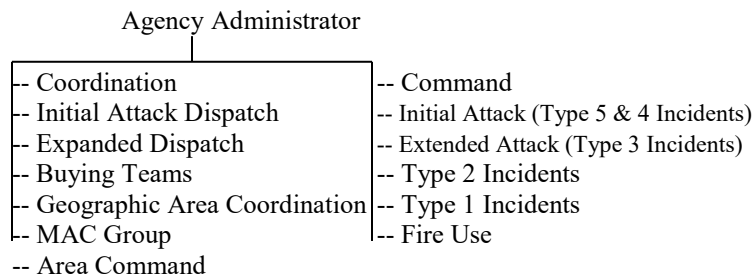 Agency Administrator
-- Coordination
-- Initial Attack Dispatch
-- Expanded Dispatch
-- Buying Teams
-- Geographic Area Coordination
-- MAC Group
-- Area Command
-- Command
-- Initial Attack (Type 5 & 4 Incidents)
-- Extended Attack (Type 3 Incidents)
-- Type 2 Incidents
-- Type 1 Incidents
-- Fire Use